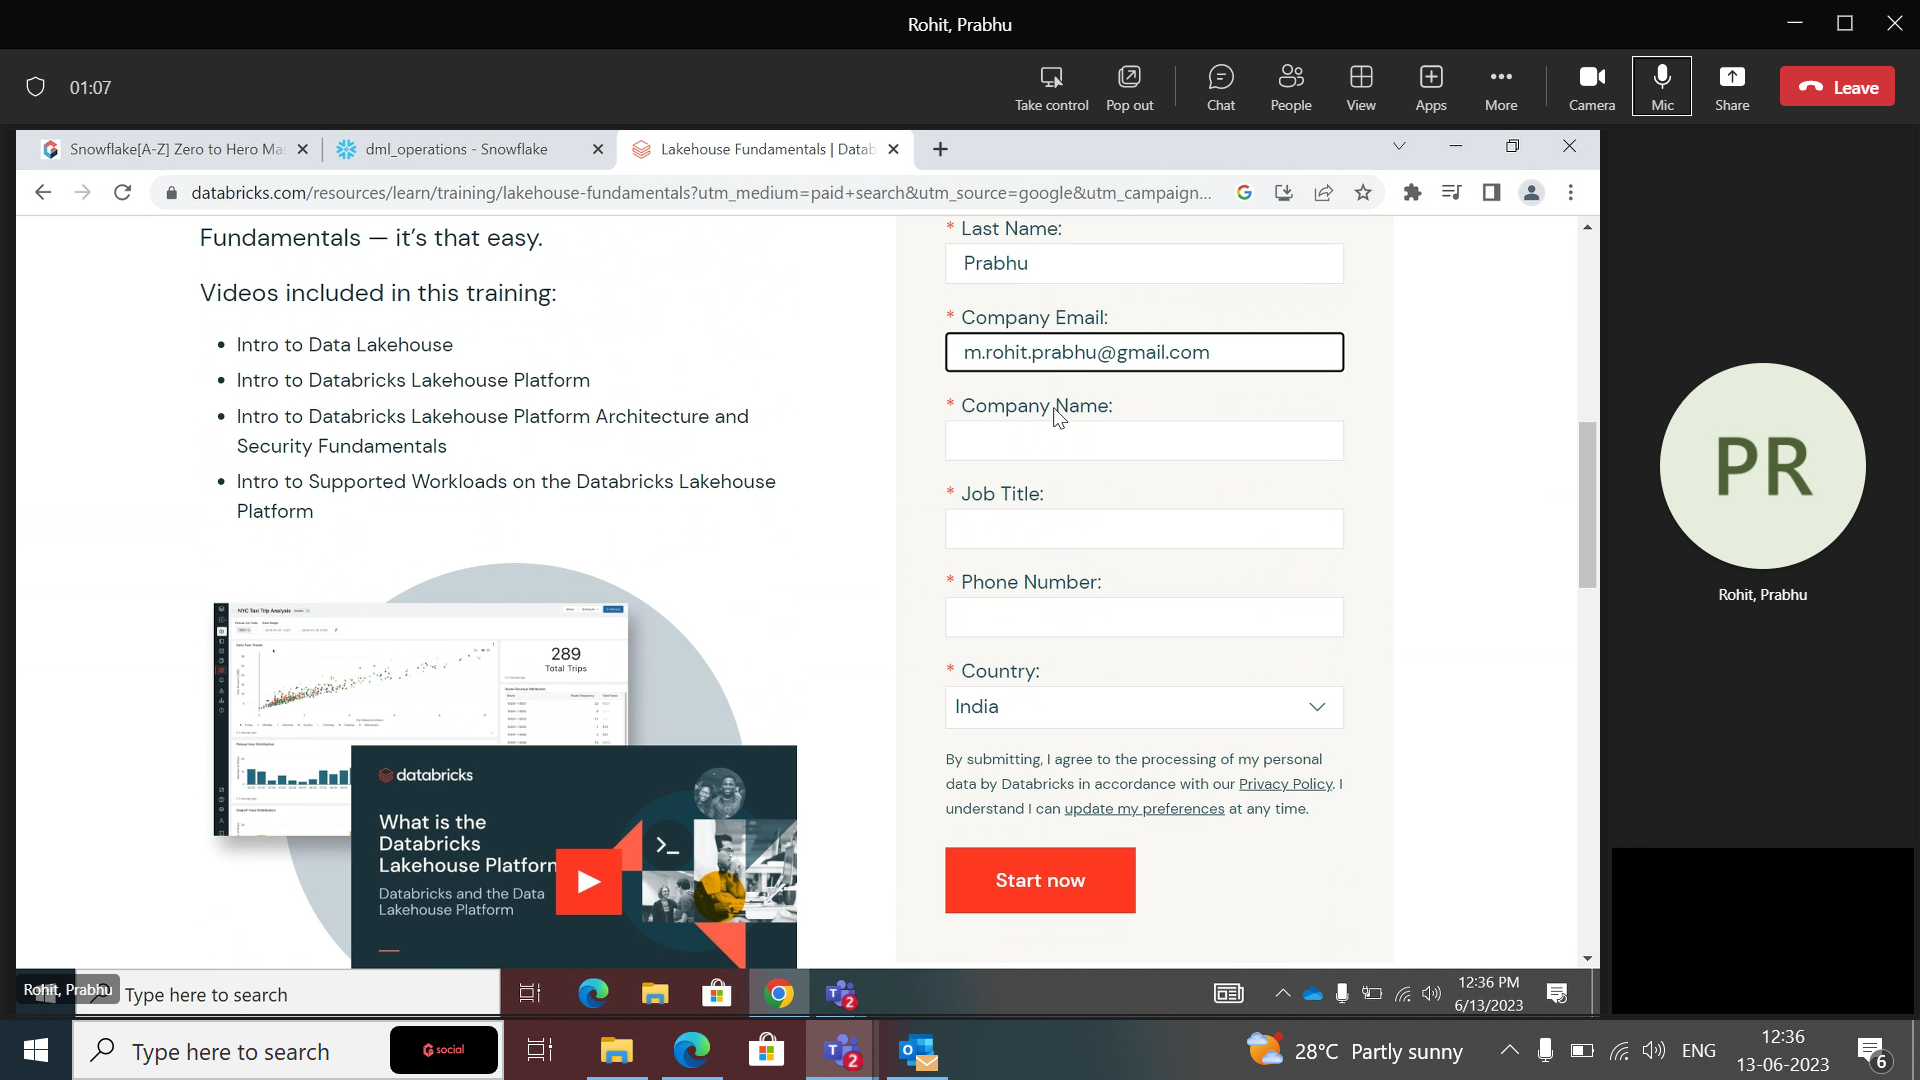 Rohit, Prabhu
01:07
Take control
Pop out
Chat
People
View
Apps
More
Camera
Mic
Share
Leave
Snowflake[A-Z] Zero to Hero Ma
dml_operations - Snowflake
Lakehouse Fundamentals | Datab
databricks.com/resources/learn/training/lakehouse-fundamentals?utm_medium=paid+search&utm_source=google&utm_campaign...
Fundamentals — it's that easy.
Videos included in this training:
• Intro to Data Lakehouse
• Intro to Databricks Lakehouse Platform
• Intro to Databricks Lakehouse Platform Architecture and
Security Fundamentals
• Intro to Supported Workloads on the Databricks Lakehouse
Platform
NYC Taxi Trip Analysis
289
Total Trips
databricks
What is the
Databricks
Lakehouse Platform
Databricks and the Data
Lakehouse Platform
* Last Name:
Prabhu
* Company Email:
m.rohit.prabhu@gmail.com
* Company Name:
* Job Title:
* Phone Number:
* Country:
India
By submitting, I agree to the processing of my personal
data by Databricks in accordance with our Privacy Policy. I
understand I can update my preferences at any time.
Start now
PR
Rohit, Prabhu
Rohit, Prabhu
Type here to search
2
12:36 PM
6/13/2023
Type here to search
social
2
28°C Partly sunny
ENG
12:36
13-06-2023
6